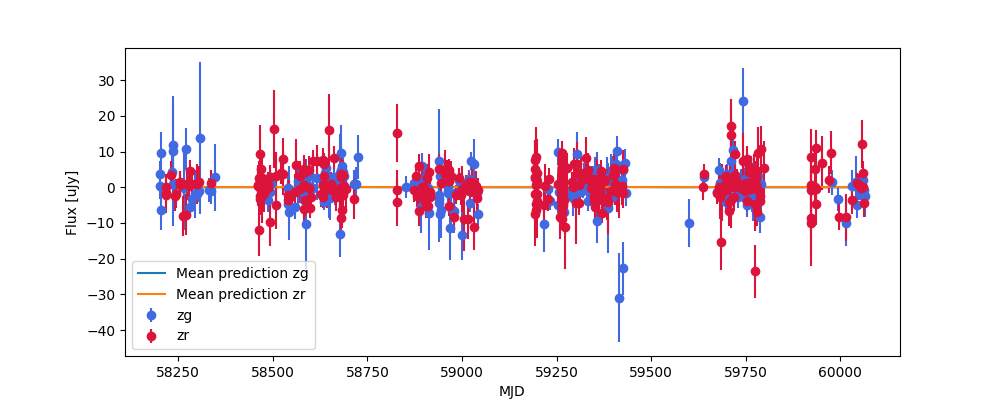 30
20
10
0
−10
−20
−30
−40
Flux [uJy]
Mean prediction zg
Mean prediction zr
zg
zr
58250 58500 58750 59000 59250 59500 59750 60000
MJD